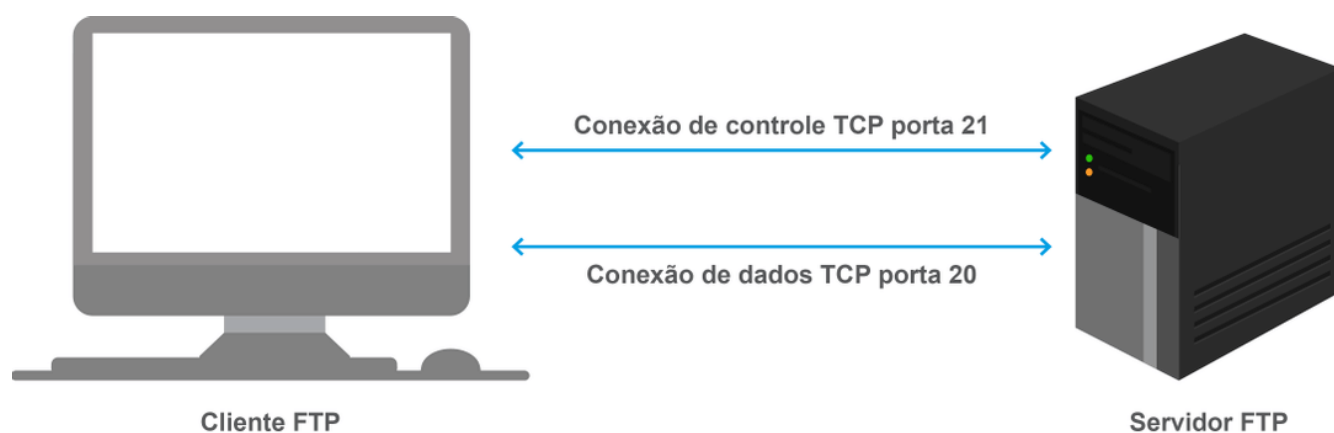 Conexão de controle TCP porta 21
Conexão de dados TCP porta 20
Cliente FTP
Servidor FTP